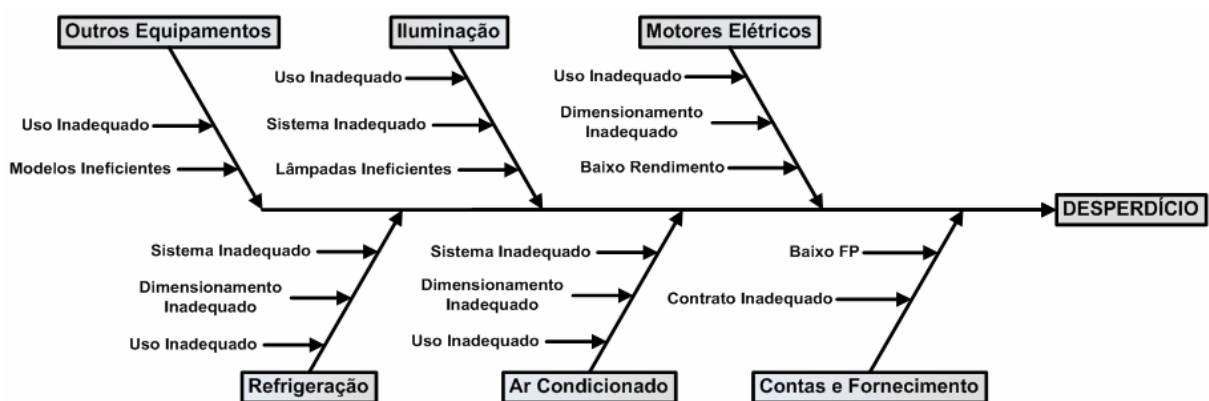 Outros Equipamentos
Iluminação
Motores Elétricos
Uso Inadequado
Modelos Ineficientes
Uso Inadequado
Sistema Inadequado
Lâmpadas Ineficientes
Uso Inadequado
Dimensionamento
Inadequado
Baixo Rendimento
DESPERDÍCIO
Sistema Inadequado
Dimensionamento
Inadequado
Uso Inadequado
Sistema Inadequado
Dimensionamento
Inadequado
Uso Inadequado
Baixo FP
Contrato Inadequado
Refrigeração
Ar Condicionado
Contas e Fornecimento